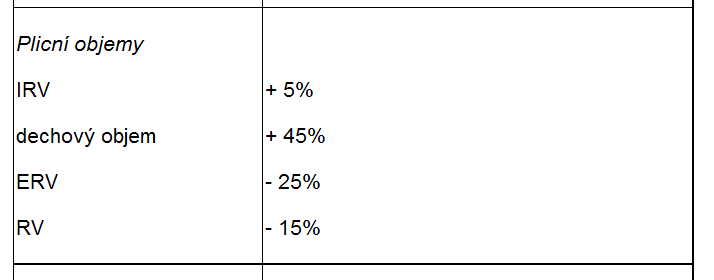 Plicní objemy
IRV + 5%
dechový objem + 45%
ERV - 25%
RV - 15%